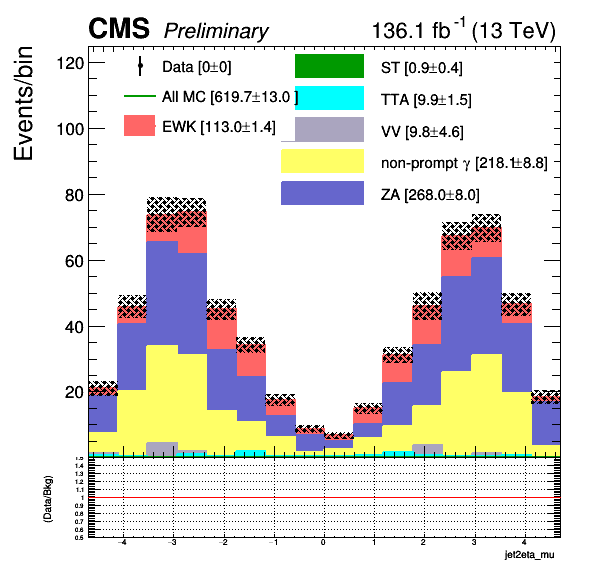 CMS Preliminary 136.1 fb⁻¹ (13 TeV)
Events/bin
120
100
80
60
40
20
Data [0±0]
All MC [619.7±13.0 ]
EWK [113.0±1.4]
ST [0.9±0.4]
TTA [9.9±1.5]
VV [9.8±4.6]
non-prompt γ [218.1±8.8]
ZA [268.0±8.0]
(Data/Bkg)
1.5
1.4
1.3
1.2
1.1
1
0.9
0.8
0.7
0.6
0.5
−4 −3 −2 −1 0 1 2 3 4
jet2eta_mu